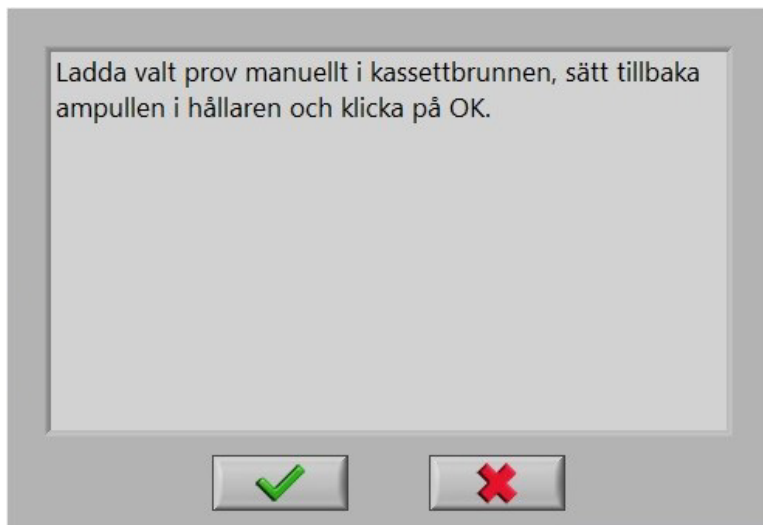 Ladda valt prov manuellt i kassettbrunnen, sätt tillbaka
ampullen i hållaren och klicka på OK.